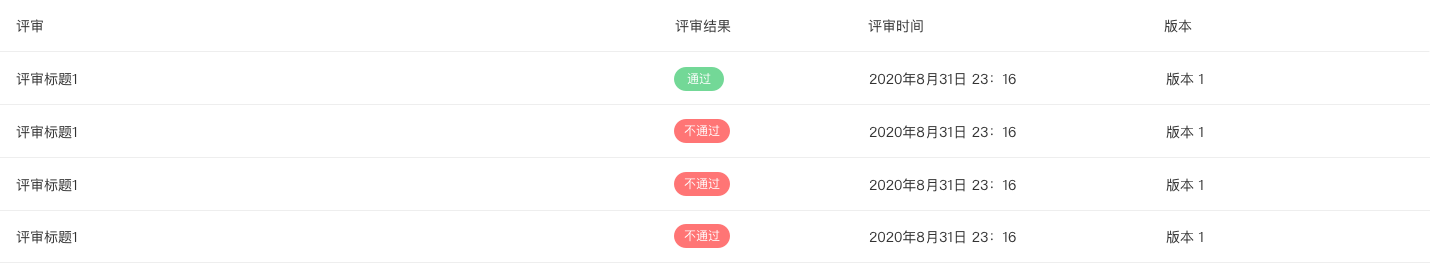 评审 评审结果 评审时间 版本
评审标题1 通过 2020年8月31日 23：16 版本 1
评审标题1 不通过 2020年8月31日 23：16 版本 1
评审标题1 不通过 2020年8月31日 23：16 版本 1
评审标题1 不通过 2020年8月31日 23：16 版本 1